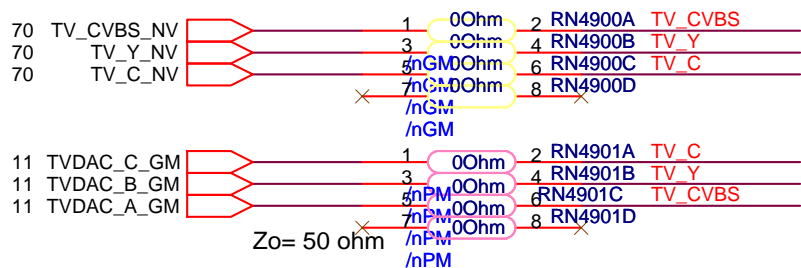 70 TV_CVBS_NV 1 0Ohm 2 RN4900A TV_CVBS
70 TV_Y_NV 3 0Ohm 4 RN4900B TV_Y
/nGM
70 TV_C_NV 5 0Ohm 6 RN4900C TV_C
/nGM
7 0Ohm 8 RN4900D
/nGM
/nGM
11 TVDAC_C_GM 1 0Ohm 2 RN4901A TV_C
11 TVDAC_B_GM 3 0Ohm 4 RN4901B TV_Y
/nPM
11 TVDAC_A_GM 5 0Ohm 6 RN4901C TV_CVBS
/nPM
7 0Ohm 8 RN4901D
Zo= 50 ohm
/nPM
/nPM